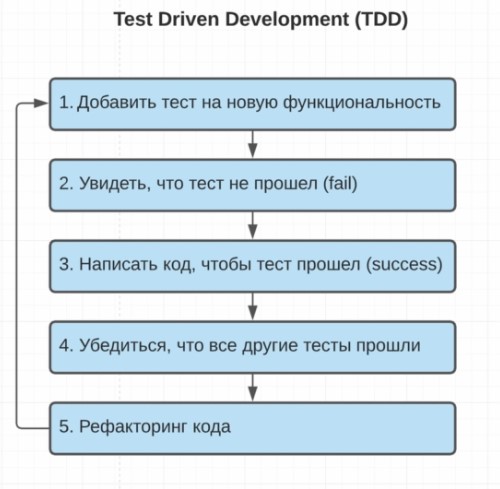 Test Driven Development (TDD)
1. Добавить тест на новую функциональность
2. Увидеть, что тест не прошел (fail)
3. Написать код, чтобы тест прошел (success)
4. Убедиться, что все другие тесты прошли
5. Рефакторинг кода